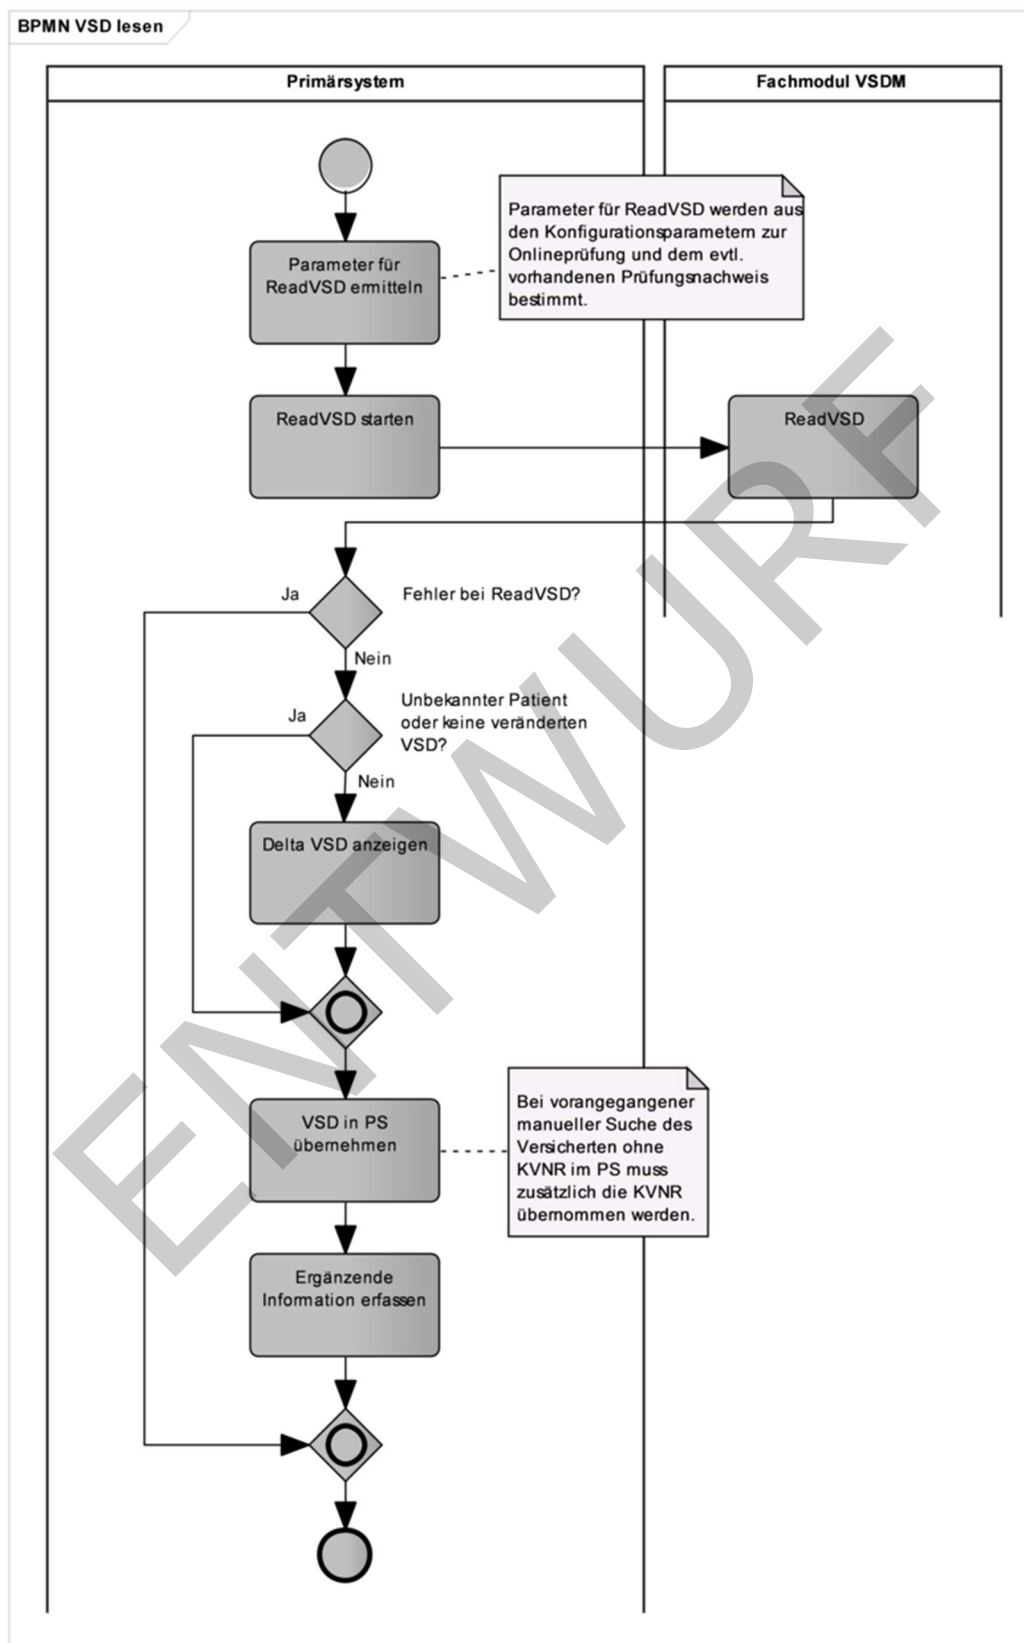 BPMN VSD lesen
Primärsystem
Fachmodul VSDM
Parameter für ReadVSD werden aus
den Konfigurationsparametern zur
Onlineprüfung und dem evtl.
vorhandenen Prüfungsnachweis
bestimmt.
Parameter für
ReadVSD ermitteln
ReadVSD starten
ReadVSD
Ja
Fehler bei ReadVSD?
Nein
Unbekannter Patient
oder keine veränderten
VSD?
Ja
Nein
Delta VSD anzeigen
VSD in PS
übernehmen
Bei vorangegangener
manueller Suche des
Versicherten ohne
KVNR im PS muss
zusätzlich die KVNR
übernommen werden.
Ergänzende
Information erfassen
ENTWURF